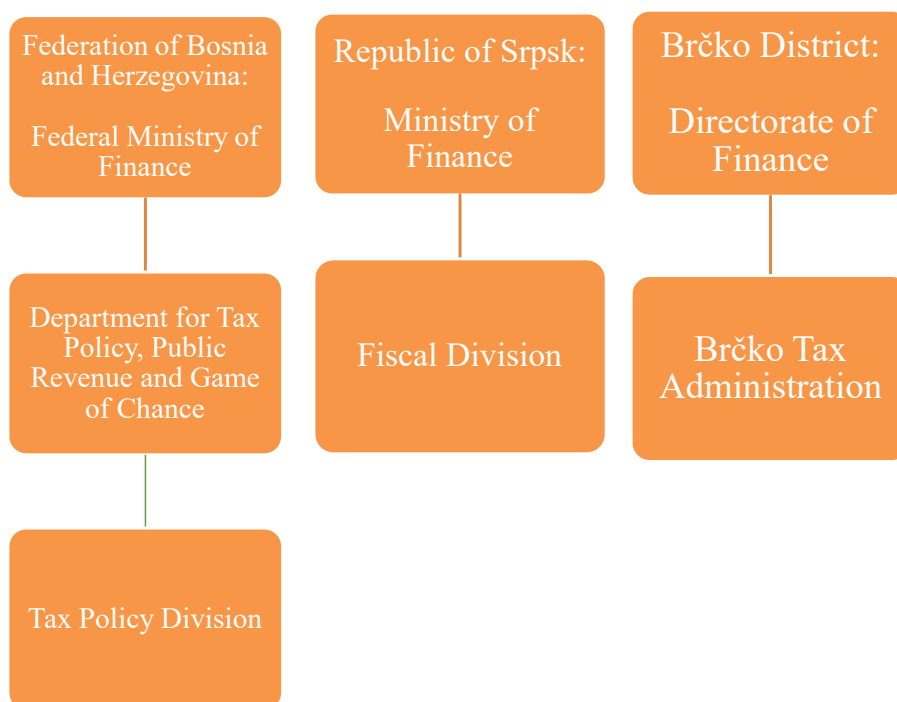 Federation of Bosnia
and Herzegovina:
Federal Ministry of
Finance
Department for Tax
Policy, Public
Revenue and Game
of Chance
Tax Policy Division
Republic of Srpsk:
Ministry of
Finance
Fiscal Division
Brčko District:
Directorate of
Finance
Brčko Tax
Administration